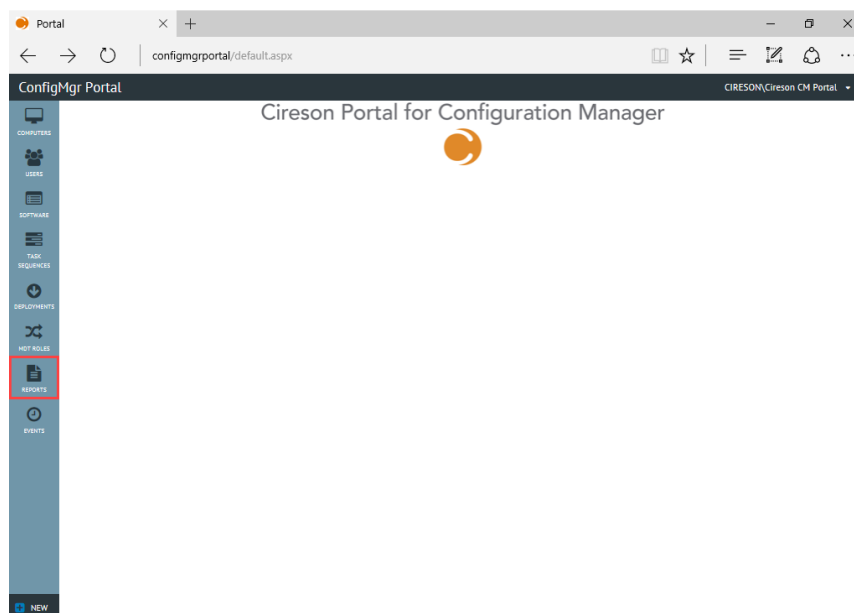 Portal
configmgrportal/default.aspx
ConfigMgr Portal
CIRESON\Cireson CM Portal
Cireson Portal for Configuration Manager
COMPUTERS
USERS
SOFTWARE
TASK
SEQUENCES
DEPLOYMENTS
MDT ROLES
REPORTS
EVENTS
NEW